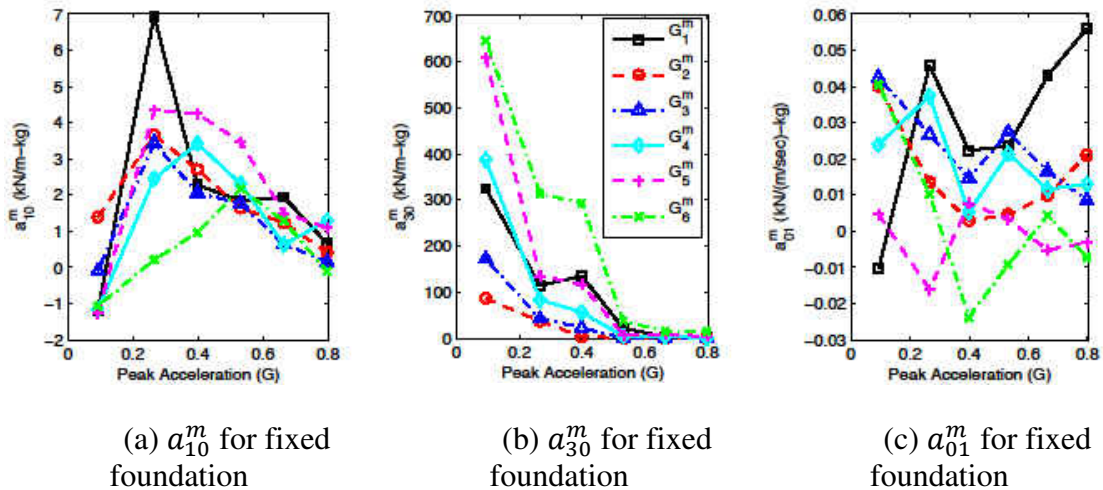 7
6
5
4
3
2
1
0
−1
−2
a^m_10 (kN/m−kg)
0 0.2 0.4 0.6 0.8
Peak Acceleration (G)
700
600
500
400
300
200
100
0
a^m_30 (kN/m−kg)
0 0.2 0.4 0.6 0.8
Peak Acceleration (G)
G^m_1
G^m_2
G^m_3
G^m_4
G^m_5
G^m_6
0.06
0.05
0.04
0.03
0.02
0.01
0
−0.01
−0.02
−0.03
a^m_01 (kN/(m/sec)−kg)
0 0.2 0.4 0.6 0.8
Peak Acceleration (G)
(a) a^m_10 for fixed
foundation
(b) a^m_30 for fixed
foundation
(c) a^m_01 for fixed
foundation